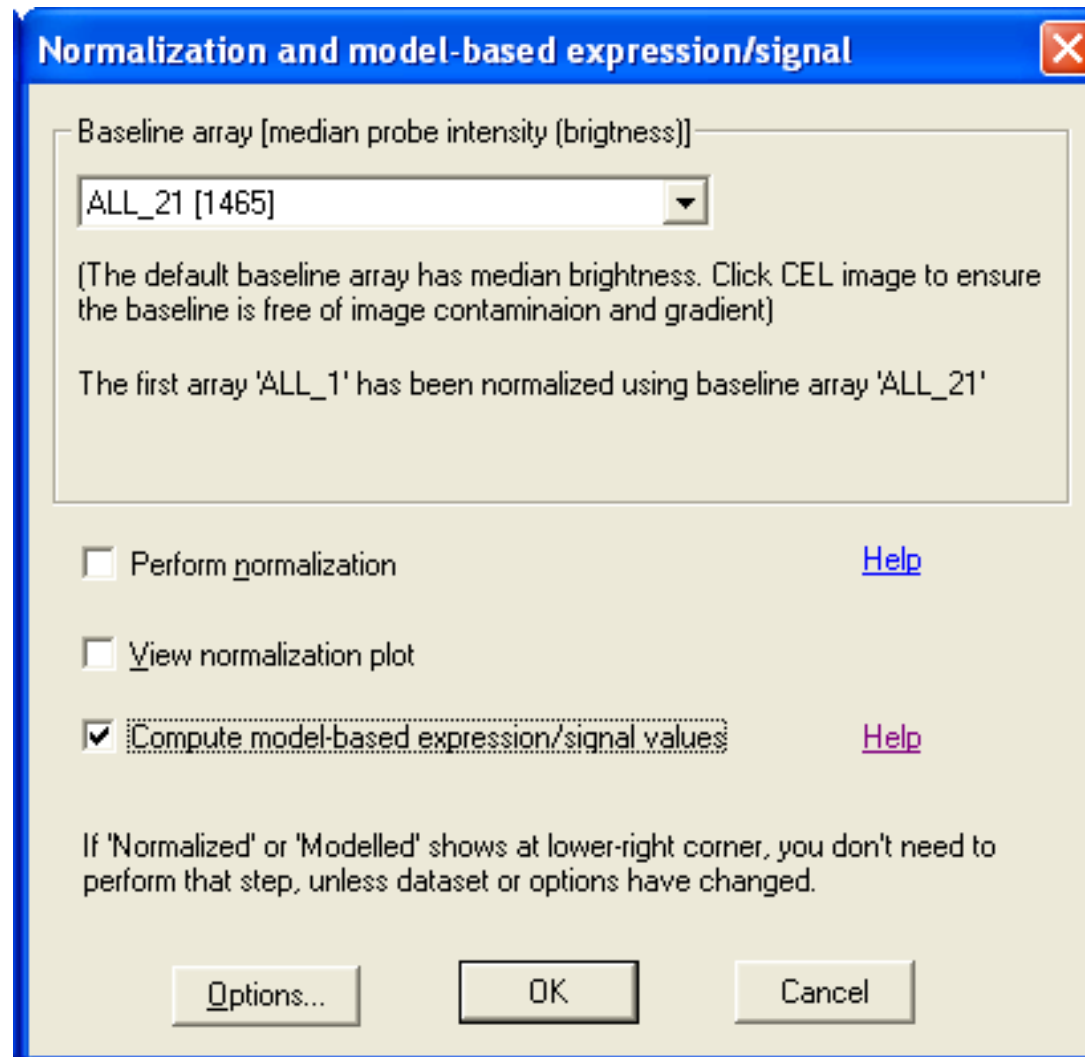 Normalization and model-based expression/signal
Baseline array [median probe intensity (brigtness)]
ALL_21 [1465]
(The default baseline array has median brightness. Click CEL image to ensure
the baseline is free of image contaminaion and gradient)
The first array 'ALL_1' has been normalized using baseline array 'ALL_21'
Perform normalization
Help
View normalization plot
Compute model-based expression/signal values
Help
If 'Normalized' or 'Modelled' shows at lower-right corner, you don't need to
perform that step, unless dataset or options have changed.
Options...
OK
Cancel